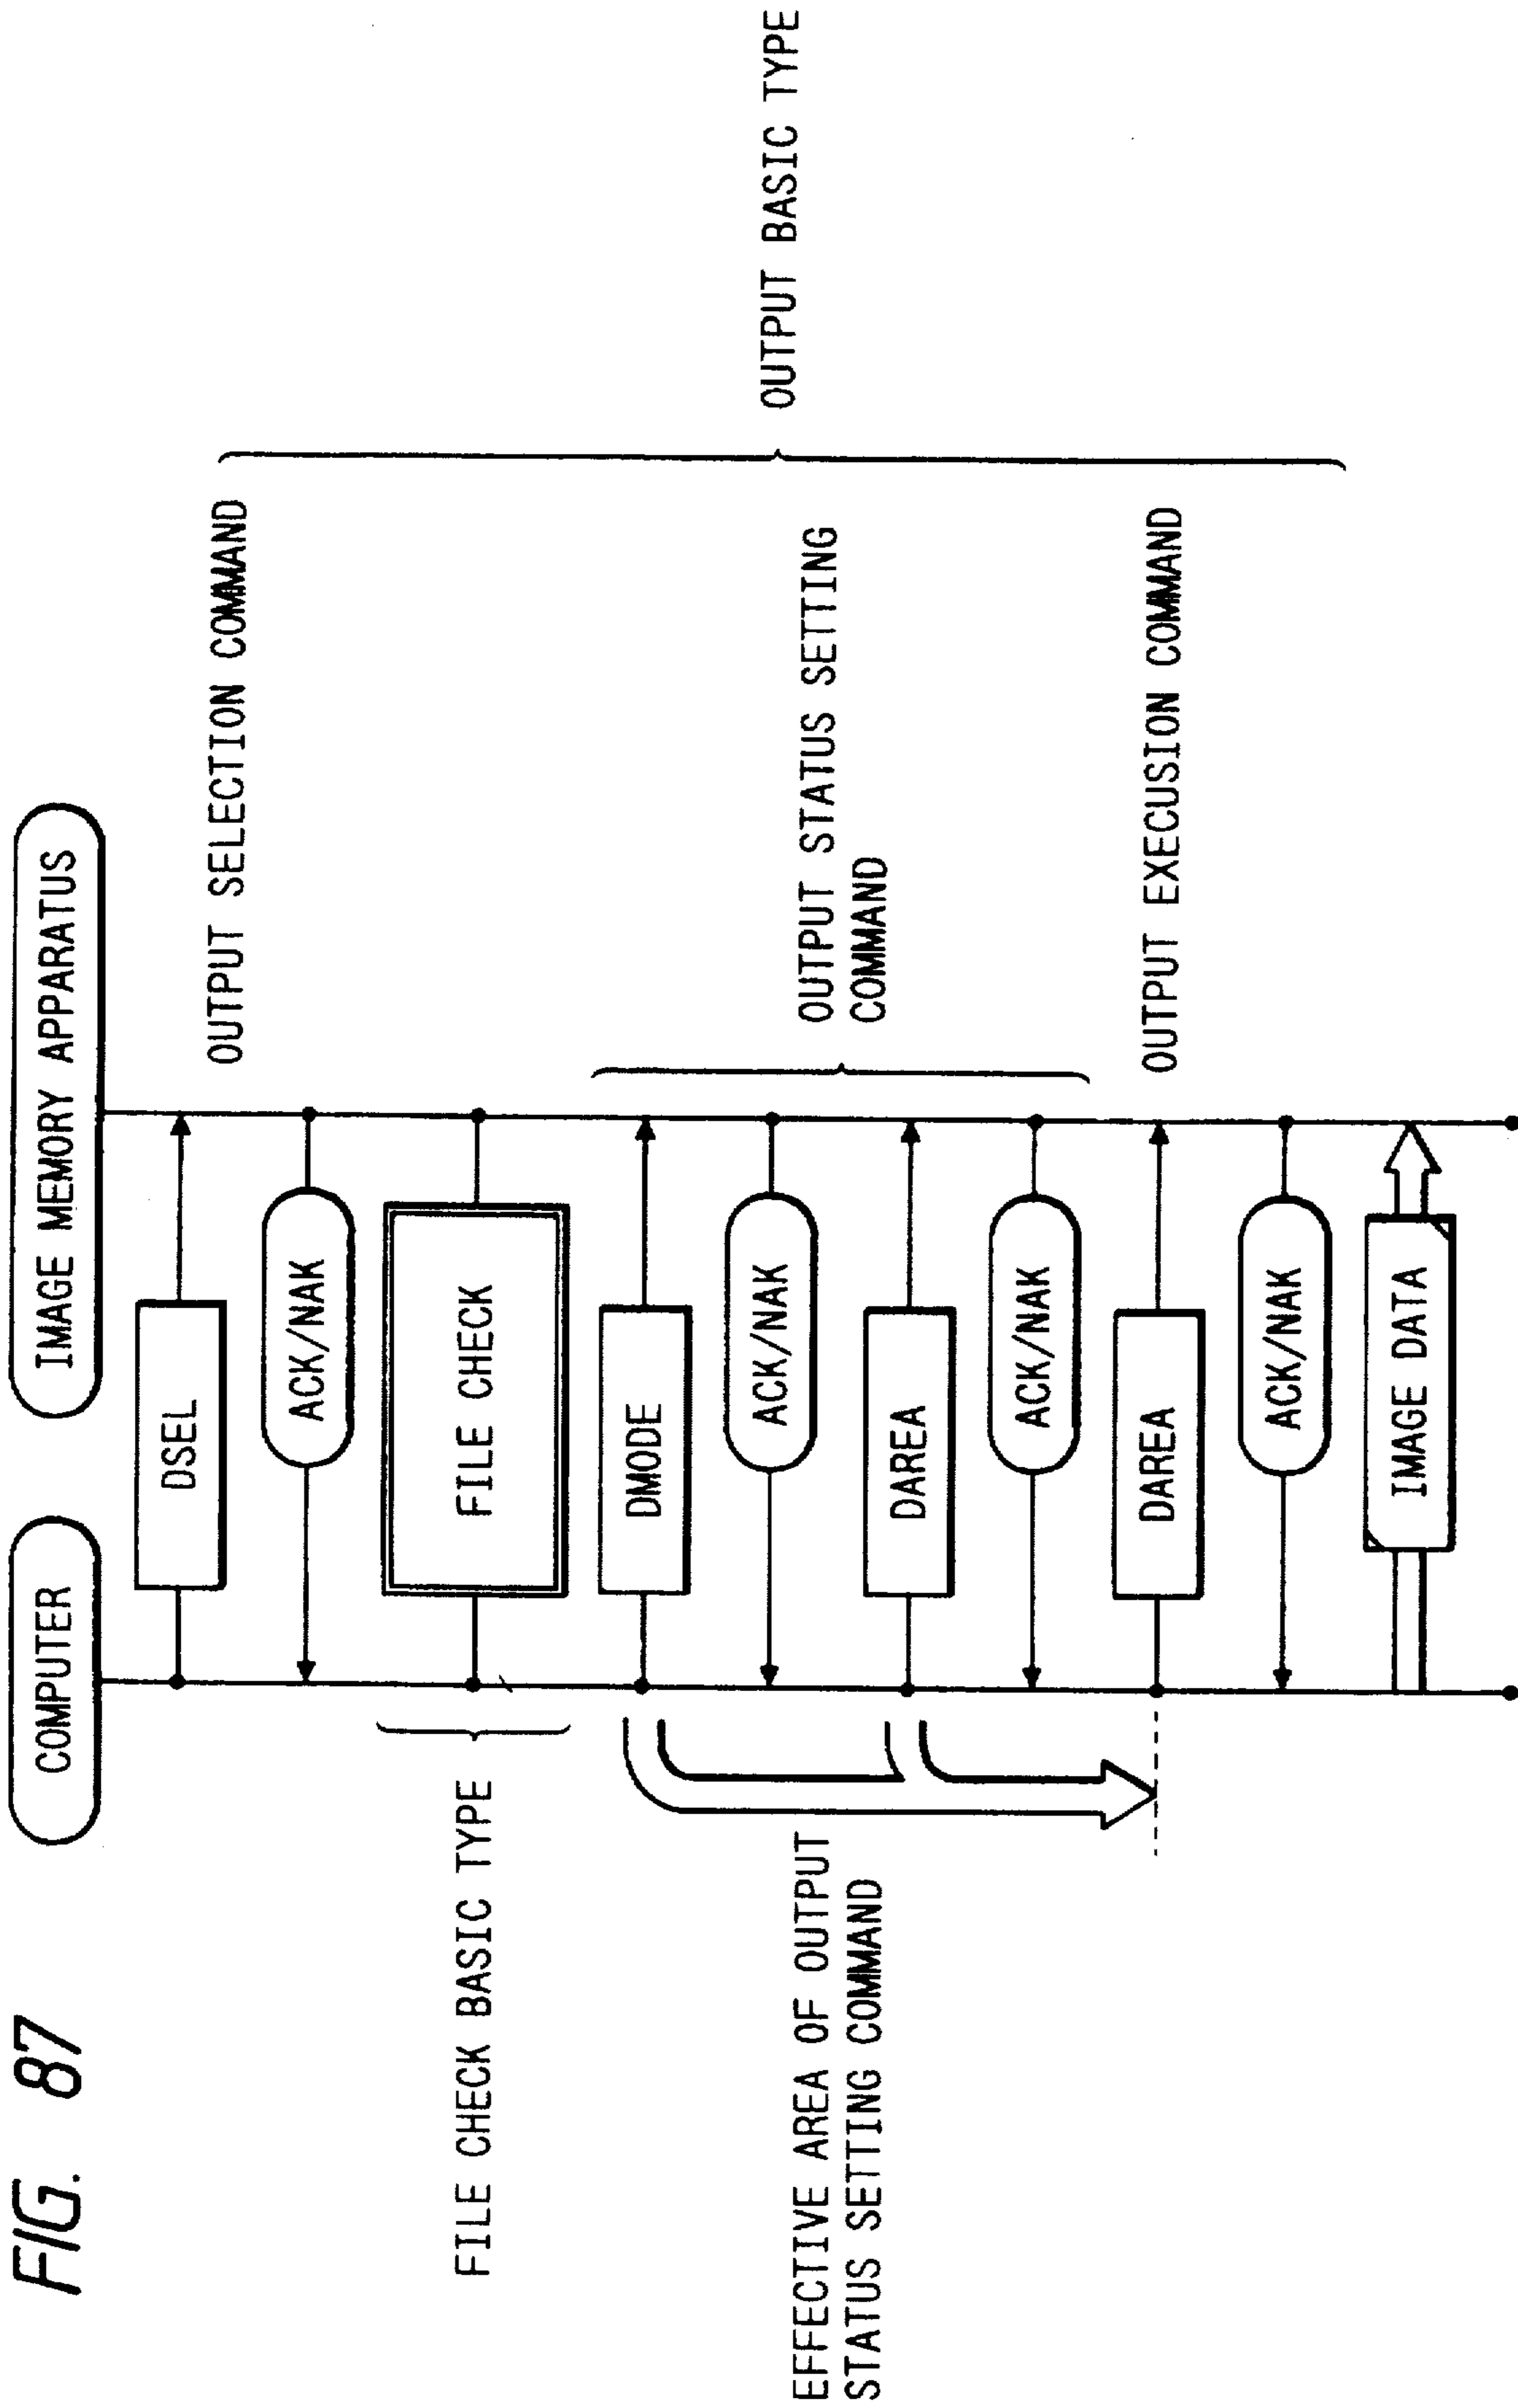 FIG. 87
COMPUTER
IMAGE MEMORY APPARATUS
DSEL
OUTPUT SELECTION COMMAND
ACK/NAK
FILE CHECK BASIC TYPE
FILE CHECK
DMODE
ACK/NAK
OUTPUT STATUS SETTING
COMMAND
OUTPUT BASIC TYPE
EFFECTIVE AREA OF OUTPUT
STATUS SETTING COMMAND
DAREA
ACK/NAK
DAREA
OUTPUT EXECUSION COMMAND
ACK/NAK
IMAGE DATA